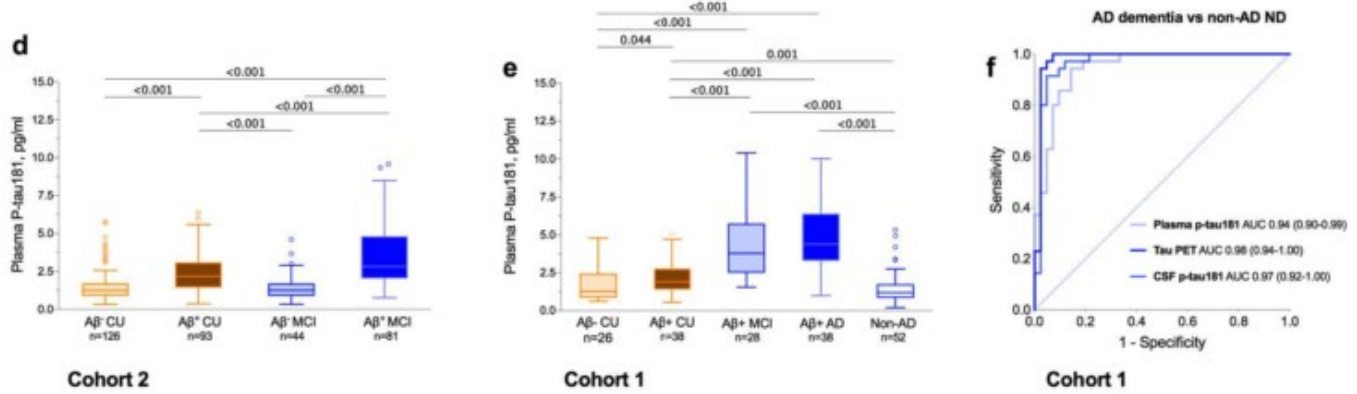 d
<0.001
<0.001
<0.001
<0.001
<0.001
Plasma P-tau181, pg/ml
15.0
12.5
10.0
7.5
5.0
2.5
0.0
Aβ⁻ CU
n=126
Aβ⁺ CU
n=93
Aβ⁻ MCI
n=44
Aβ⁺ MCI
n=81
Cohort 2
e
<0.001
<0.001
0.044
0.001
<0.001
<0.001
<0.001
<0.001
Plasma P-tau181, pg/ml
15.0
12.5
10.0
7.5
5.0
2.5
0.0
Aβ- CU
n=26
Aβ+ CU
n=38
Aβ+ MCI
n=28
Aβ+ AD
n=38
Non-AD
n=52
Cohort 1
AD dementia vs non-AD ND
f
Sensitivity
1.0
0.8
0.6
0.4
0.2
0.0
Plasma p-tau181 AUC 0.94 (0.90-0.99)
Tau PET AUC 0.98 (0.94-1.00)
CSF p-tau181 AUC 0.97 (0.92-1.00)
0.0 0.2 0.4 0.6 0.8 1.0
1 - Specificity
Cohort 1